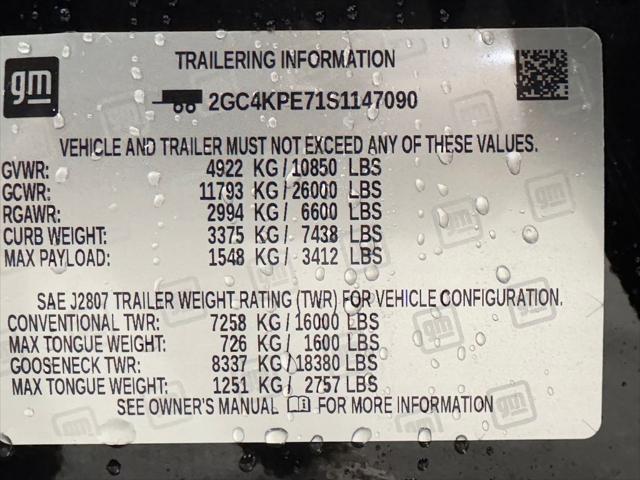 gm
TRAILERING INFORMATION
2GC4KPE71S1147090
VEHICLE AND TRAILER MUST NOT EXCEED ANY OF THESE VALUES.
GVWR: 4922 KG / 10850 LBS
GCWR: 11793 KG / 26000 LBS
RGAWR: 2994 KG / 6600 LBS
CURB WEIGHT: 3375 KG / 7438 LBS
MAX PAYLOAD: 1548 KG / 3412 LBS
SAE J2807 TRAILER WEIGHT RATING (TWR) FOR VEHICLE CONFIGURATION.
CONVENTIONAL TWR: 7258 KG / 16000 LBS
MAX TONGUE WEIGHT: 726 KG / 1600 LBS
GOOSENECK TWR: 8337 KG / 18380 LBS
MAX TONGUE WEIGHT: 1251 KG / 2757 LBS
SEE OWNER'S MANUAL FOR MORE INFORMATION